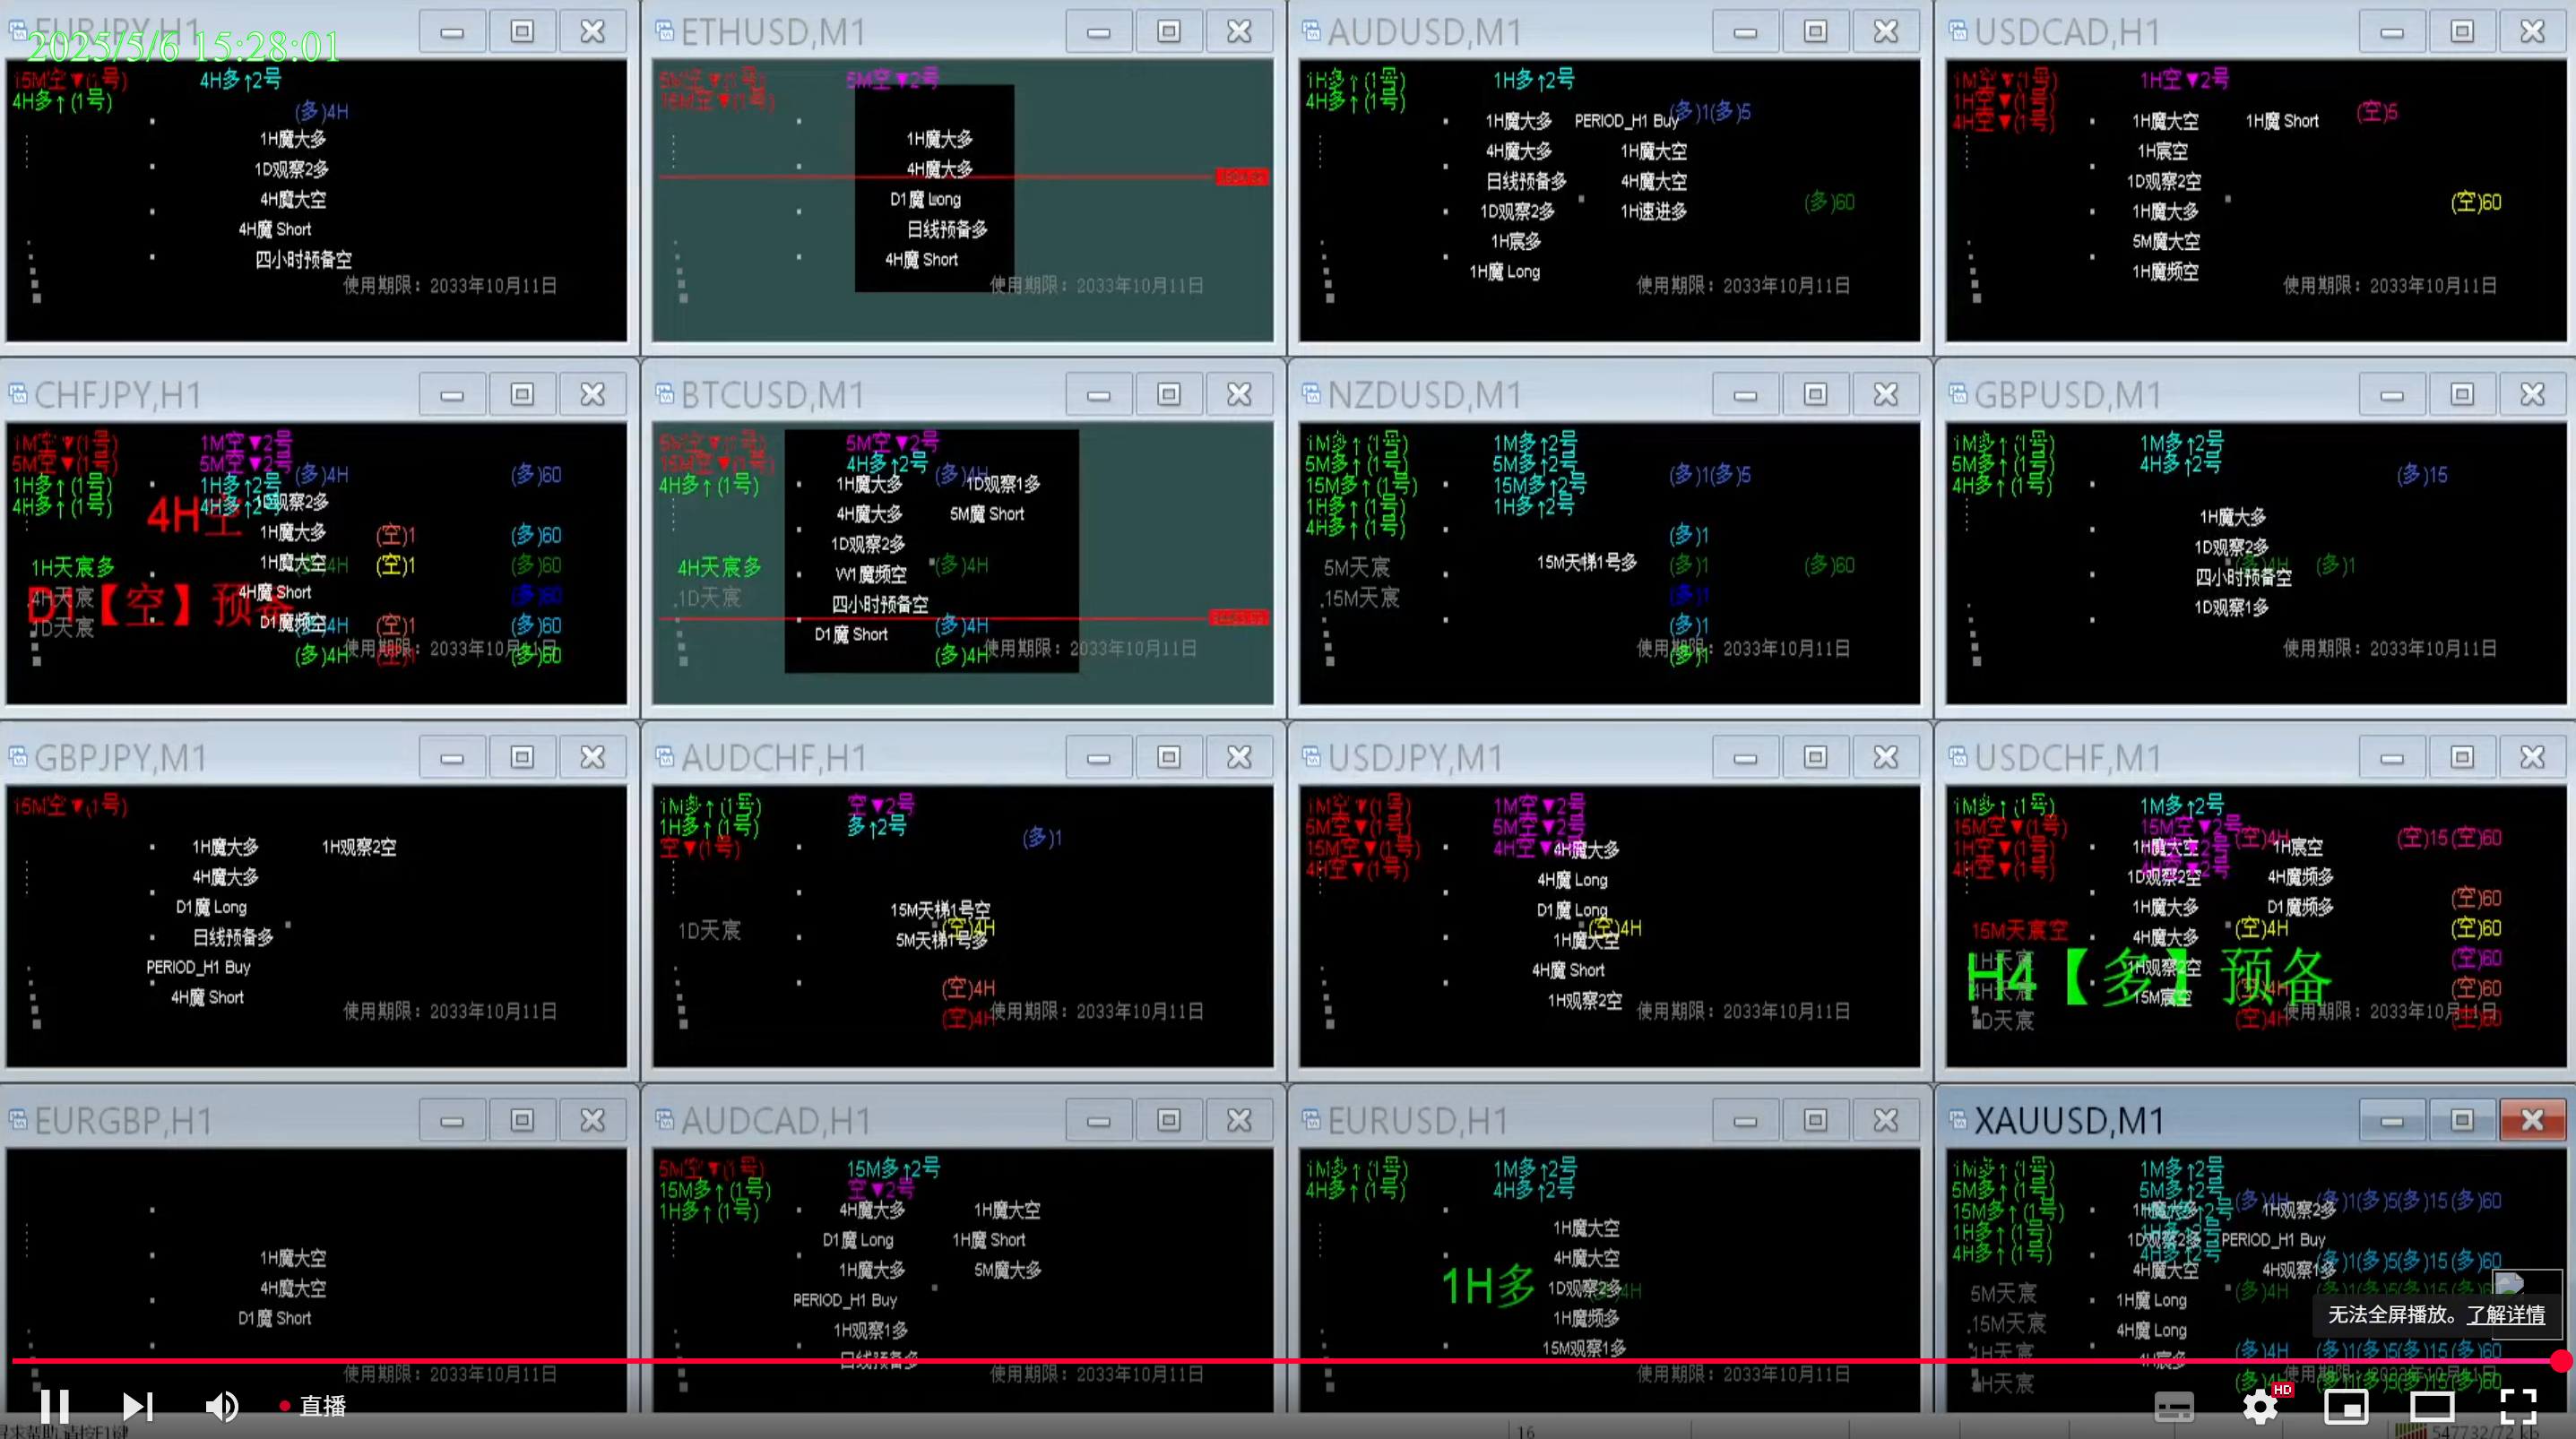 EURJPY,H1
2025/5/6 15:28:01
15M空▼(1号) 4H多↑2号
4H多↑(1号)
(多)4H
1H魔大多
1D观察2多
4H魔大空
4H魔 Short
四小时预备空
使用期限：2033年10月11日
ETHUSD,M1
5M空▼(1号) 5M空▼2号
15M空▼(1号)
1H魔大多
4H魔大多
D1魔 Long
日线预备多
4H魔 Short
使用期限：2033年10月11日
AUDUSD,M1
1H多↑(1号) 1H多↑2号
4H多↑(1号)
(多)1(多)5
1H魔大多 PERIOD_H1 Buy
4H魔大多 1H魔大空
日线预备多 4H魔大空
1D观察2多 1H速进多 (多)60
1H宸多
1H魔 Long
使用期限：2033年10月11日
USDCAD,H1
1M空▼(1号) 1H空▼2号
1H空▼(1号)
4H空▼(1号)
1H魔大空 1H魔 Short (空)5
1H宸空
1D观察2空 (空)60
1H魔大多
5M魔大空
1H魔频空
使用期限：2033年10月11日
CHFJPY,H1
1M空▼(1号) 1M空▼2号
5M空▼(1号) 5M空▼2号
1H多↑(1号) 1H多↑2号
4H多↑(1号) 4H多↑2号
(多)4H (多)60
4H空
1D观察2多
1H魔大多 (空)1 (多)60
1H天宸多 1H魔大空 (空)1 (多)60
4H天宸 4H魔 Short (多)60
D1【空】预备
1D天宸 D1魔频空 (多)4H (空)1 (多)60
(多)4H (空)1 (多)60
使用期限：2033年10月11日
BTCUSD,M1
5M空▼(1号) 5M空▼2号
15M空▼(1号) 4H多↑2号
4H多↑(1号)
(多)4H
1H魔大多 1D观察1多
4H魔大多 5M魔 Short
1D观察2多
4H天宸多 W1魔频空 (多)4H
1D天宸 四小时预备空
D1魔 Short (多)4H
(多)4H
使用期限：2033年10月11日
NZDUSD,M1
1M多↑(1号) 1M多↑2号
5M多↑(1号) 5M多↑2号
15M多↑(1号) 15M多↑2号
1H多↑(1号) 1H多↑2号
4H多↑(1号)
(多)1(多)5
(多)1
5M天宸 15M天梯1号多 (多)1 (多)60
15M天宸 (多)1
(多)1
(多)1
使用期限：2033年10月11日
GBPUSD,M1
1M多↑(1号) 1M多↑2号
5M多↑(1号) 4H多↑2号
4H多↑(1号)
(多)15
1H魔大多
1D观察2多
(多)4H (多)1
四小时预备空
1D观察1多
使用期限：2033年10月11日
GBPJPY,M1
15M空▼(1号)
1H魔大多 1H观察2空
4H魔大多
D1魔 Long
日线预备多
PERIOD_H1 Buy
4H魔 Short
使用期限：2033年10月11日
AUDCHF,H1
1M多↑(1号) 空▼2号
1H多↑(1号) 多↑2号
空▼(1号)
(多)1
15M天梯1号空
1D天宸 (空)4H
5M天梯1号多
(空)4H
(空)4H
使用期限：2033年10月11日
USDJPY,M1
1M空▼(1号) 1M空▼2号
5M空▼(1号) 5M空▼2号
15M空▼(1号) 4H空▼2号
4H空▼(1号)
4H魔大多
4H魔 Long
D1魔 Long
(空)4H
1H魔大空
4H魔 Short
1H观察2空
使用期限：2033年10月11日
USDCHF,M1
1M多↑(1号) 1M多↑2号
15M空▼(1号) 15M空▼2号
1H空▼(1号)
4H空▼(1号) 4H空▼2号
(空)4H (空)15(空)60
1H魔大空 1H宸空
1D观察2空 4H魔频多
1H魔大多 D1魔频多 (空)60
15M天宸空 4H魔大多 (空)4H (空)60
1H天宸 1H观察2空 (空)60
H4【多】预备
4H天宸 15M宸空 (空)4H (空)60
1D天宸 (空)4H (空)60
使用期限：2033年10月11日
EURGBP,H1
1H魔大空
4H魔大空
D1魔 Short
使用期限：2033年10月11日
AUDCAD,H1
5M空▼(1号) 15M多↑2号
15M多↑(1号) 空▼2号
1H多↑(1号)
4H魔大多 1H魔大空
D1魔 Long 1H魔 Short
1H魔大多 5M魔大多
PERIOD_H1 Buy
1H观察1多
日线预备多
使用期限：2033年10月11日
EURUSD,H1
1M多↑(1号) 1M多↑2号
4H多↑(1号) 4H多↑2号
1H魔大空
4H魔大空
1H多 1D观察2多
1H魔频多
15M观察1多
使用期限：2033年10月11日
XAUUSD,M1
1M多↑(1号) 1M多↑2号
5M多↑(1号) 5M多↑2号
15M多↑(1号)
1H多↑(1号)
4H多↑(1号) 4H多↑2号
(多)4H (多)1(多)5(多)15(多)60
1H魔大多 1H观察2多
1D观察2多 PERIOD_H1 Buy
4H魔大空 4H观察1多 (多)1(多)5(多)15(多)60
5M天宸 1H魔 Long (多)4H
15M天宸 4H魔 Long
1H天宸 (多)4H (多)1(多)5(多)15(多)60
4H天宸
使用期限：2033年10月11日
无法全屏播放。了解详情
直播
HD
16
547732/72 kb